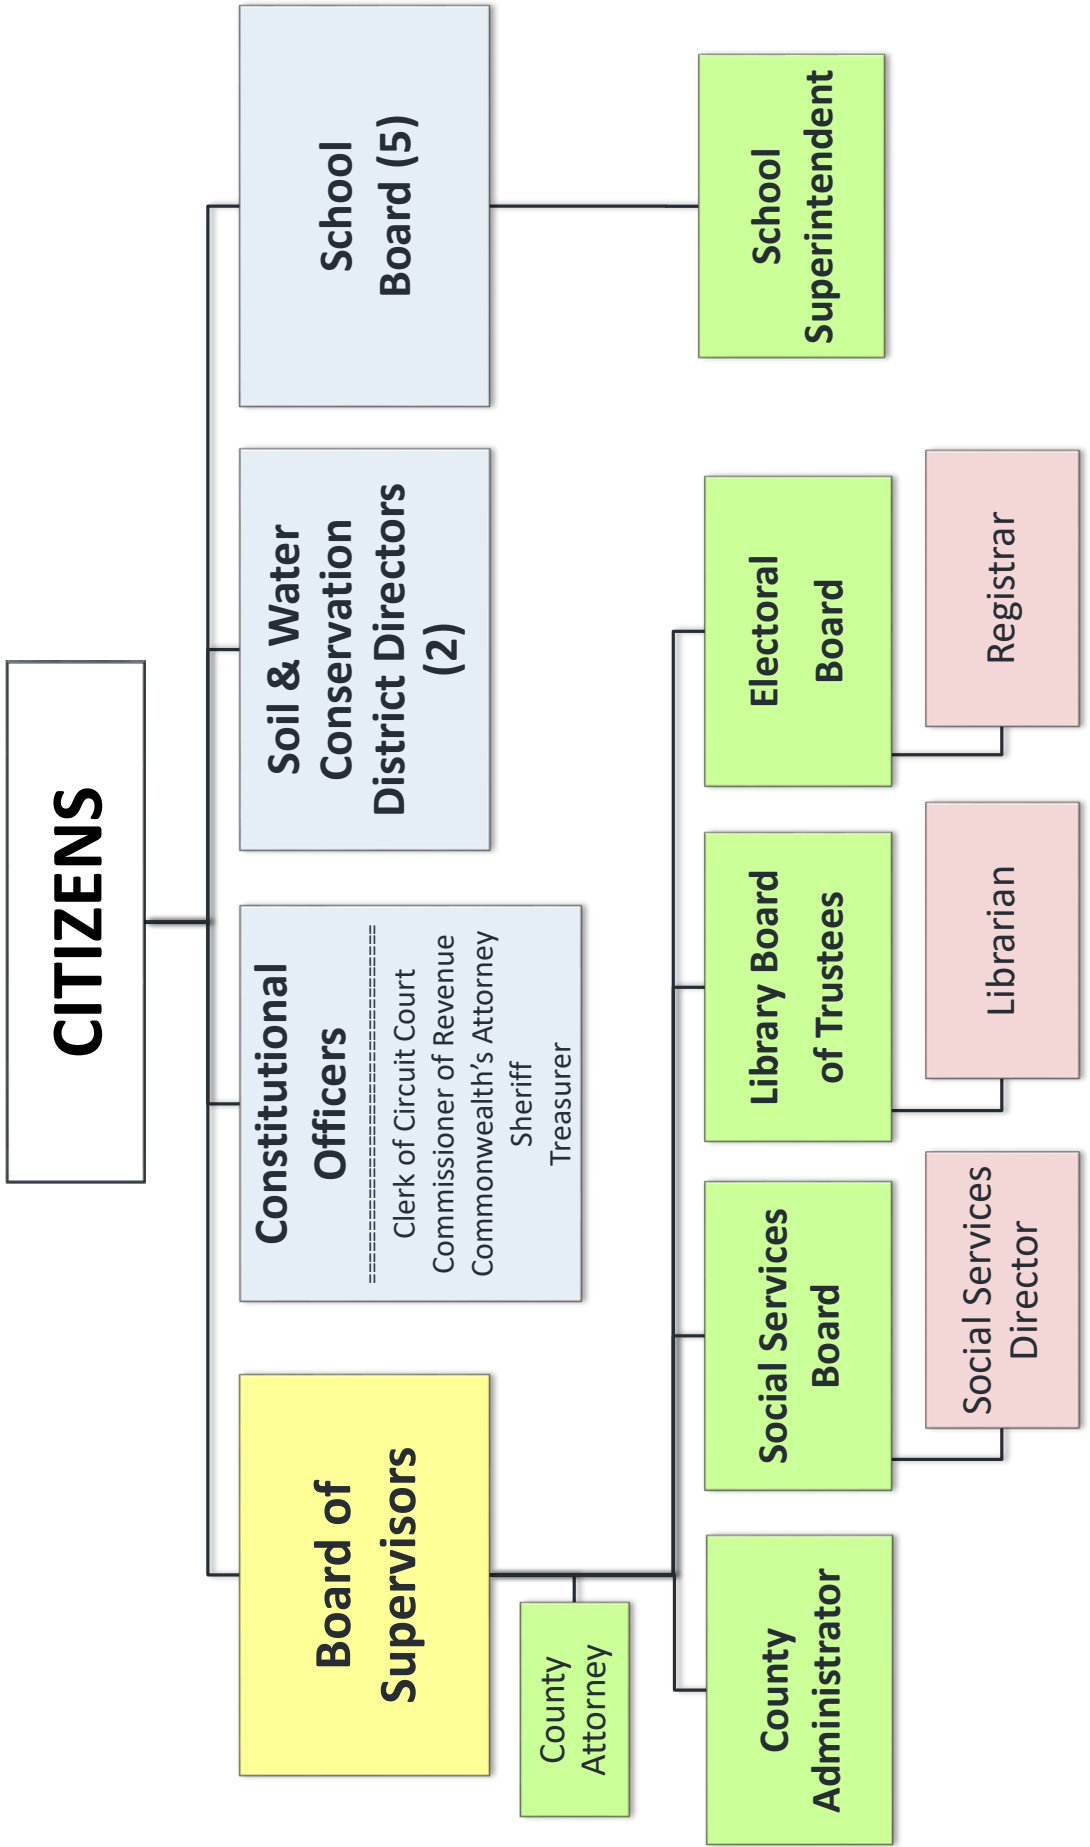 CITIZENS
Board of
Supervisors
Constitutional
Officers
==============================
Clerk of Circuit Court
Commissioner of Revenue
Commonwealth’s Attorney
Sheriff
Treasurer
Soil & Water
Conservation
District Directors
(2)
School
Board (5)
County
Attorney
County
Administrator
Social Services
Board
Library Board
of Trustees
Electoral
Board
School
Superintendent
Social Services
Director
Librarian
Registrar